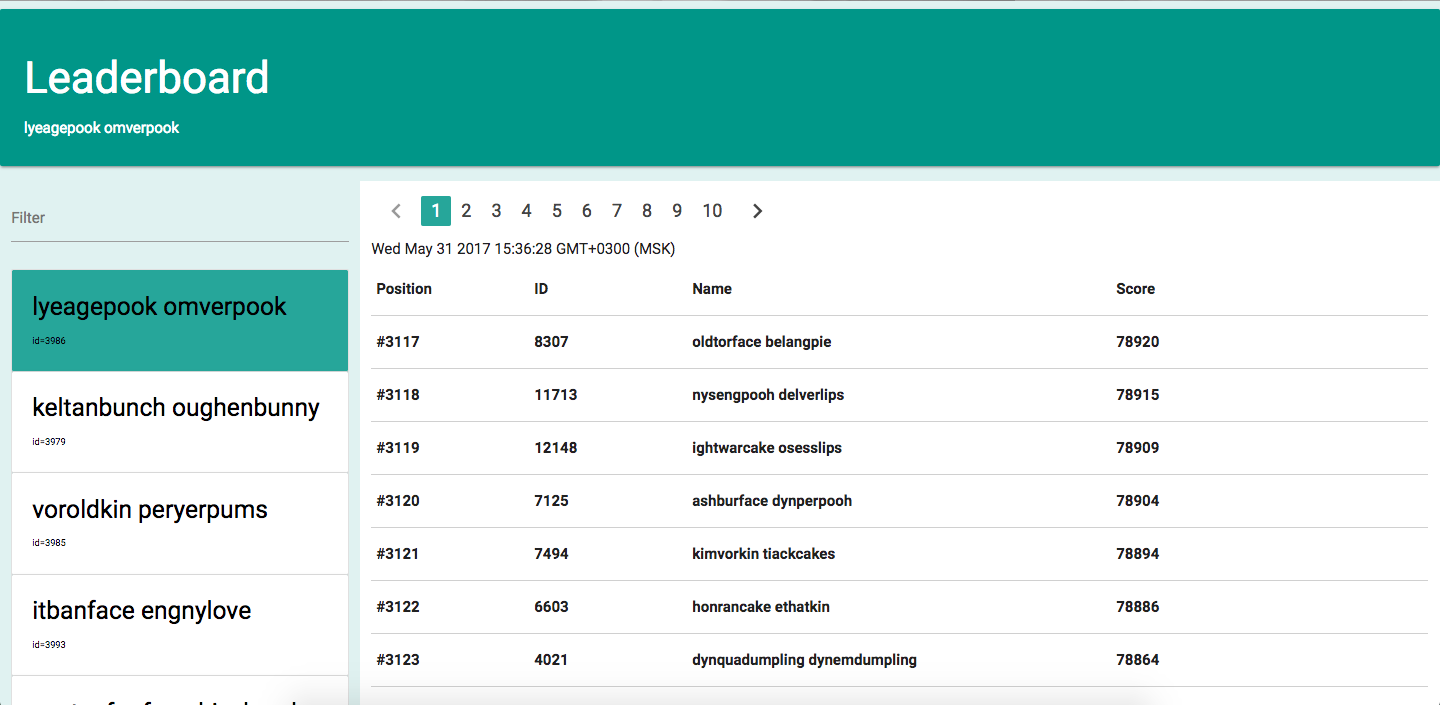 Leaderboard
lyeagepook omverpook
Filter
lyeagepook omverpook
id=3986
keltanbunch oughenbunny
id=3979
voroldkin peryerpums
id=3985
itbanface engnylove
id=3993
1 2 3 4 5 6 7 8 9 10
Wed May 31 2017 15:36:28 GMT+0300 (MSK)
Position ID Name Score
#3117 8307 oldtorface belangpie 78920
#3118 11713 nysengpooh delverlips 78915
#3119 12148 ightwarcake osesslips 78909
#3120 7125 ashburface dynperpooh 78904
#3121 7494 kimvorkin tiackcakes 78894
#3122 6603 honrancake ethatkin 78886
#3123 4021 dynquadumpling dynemdumpling 78864